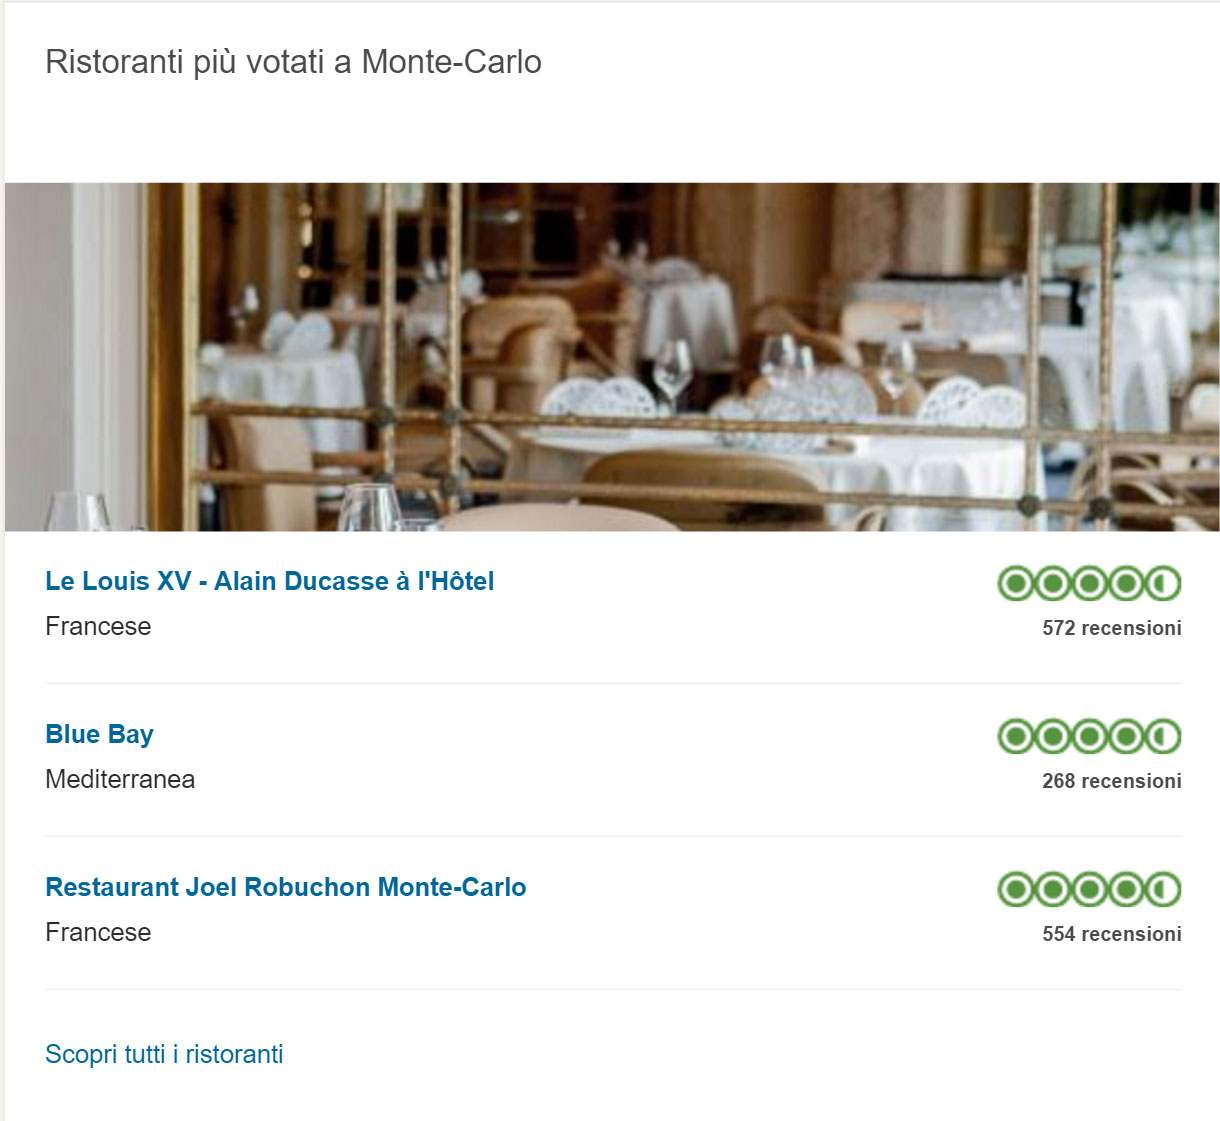 Ristoranti più votati a Monte-Carlo
Le Louis XV - Alain Ducasse à l'Hôtel
Francese
572 recensioni
Blue Bay
Mediterranea
268 recensioni
Restaurant Joel Robuchon Monte-Carlo
Francese
554 recensioni
Scopri tutti i ristoranti